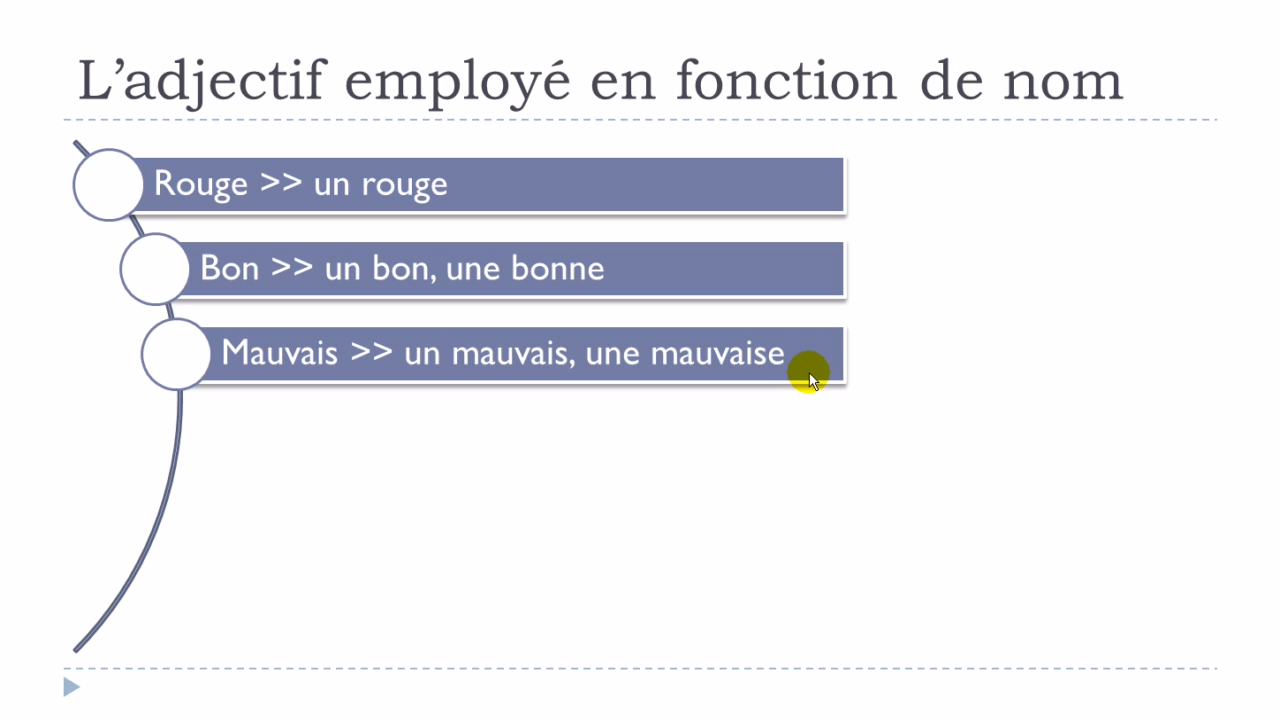 L’adjectif employé en fonction de nom
Rouge >> un rouge
Bon >> un bon, une bonne
Mauvais >> un mauvais, une mauvaise